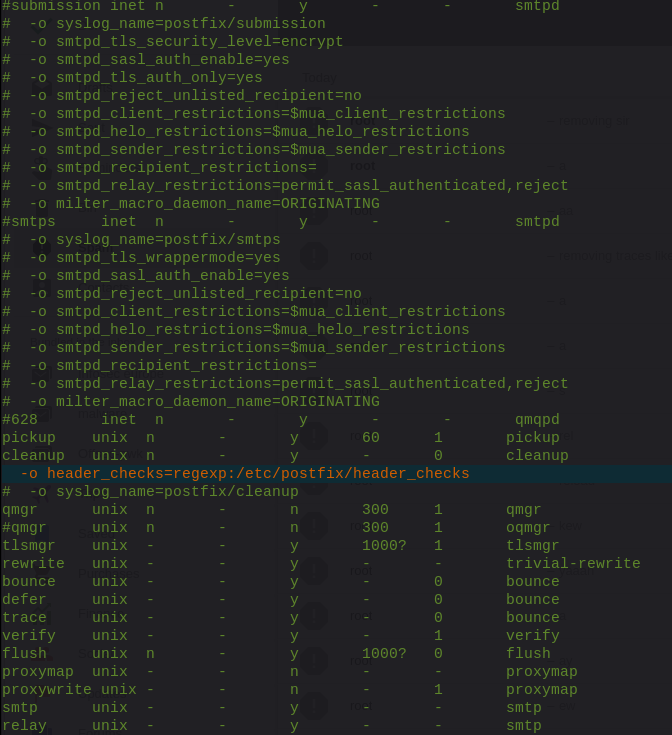 #submission inet n       -       y       -       -       smtpd
#  -o syslog_name=postfix/submission
#  -o smtpd_tls_security_level=encrypt
#  -o smtpd_sasl_auth_enable=yes
#  -o smtpd_tls_auth_only=yes
#  -o smtpd_reject_unlisted_recipient=no
#  -o smtpd_client_restrictions=$mua_client_restrictions
#  -o smtpd_helo_restrictions=$mua_helo_restrictions
#  -o smtpd_sender_restrictions=$mua_sender_restrictions
#  -o smtpd_recipient_restrictions=
#  -o smtpd_relay_restrictions=permit_sasl_authenticated,reject
#  -o milter_macro_daemon_name=ORIGINATING
#smtps     inet  n       -       y       -       -       smtpd
#  -o syslog_name=postfix/smtps
#  -o smtpd_tls_wrappermode=yes
#  -o smtpd_sasl_auth_enable=yes
#  -o smtpd_reject_unlisted_recipient=no
#  -o smtpd_client_restrictions=$mua_client_restrictions
#  -o smtpd_helo_restrictions=$mua_helo_restrictions
#  -o smtpd_sender_restrictions=$mua_sender_restrictions
#  -o smtpd_recipient_restrictions=
#  -o smtpd_relay_restrictions=permit_sasl_authenticated,reject
#  -o milter_macro_daemon_name=ORIGINATING
#628       inet  n       -       y       -       -       qmqpd
pickup    unix  n       -       y       60      1       pickup
cleanup   unix  n       -       y       -       0       cleanup
  -o header_checks=regexp:/etc/postfix/header_checks
#  -o syslog_name=postfix/cleanup
qmgr      unix  n       -       n       300     1       qmgr
#qmgr     unix  n       -       n       300     1       oqmgr
tlsmgr    unix  -       -       y       1000?   1       tlsmgr
rewrite   unix  -       -       y       -       -       trivial-rewrite
bounce    unix  -       -       y       -       0       bounce
defer     unix  -       -       y       -       0       bounce
trace     unix  -       -       y       -       0       bounce
verify    unix  -       -       y       -       1       verify
flush     unix  n       -       y       1000?   0       flush
proxymap  unix  -       -       n       -       -       proxymap
proxywrite unix -       -       n       -       1       proxymap
smtp      unix  -       -       y       -       -       smtp
relay     unix  -       -       y       -       -       smtp